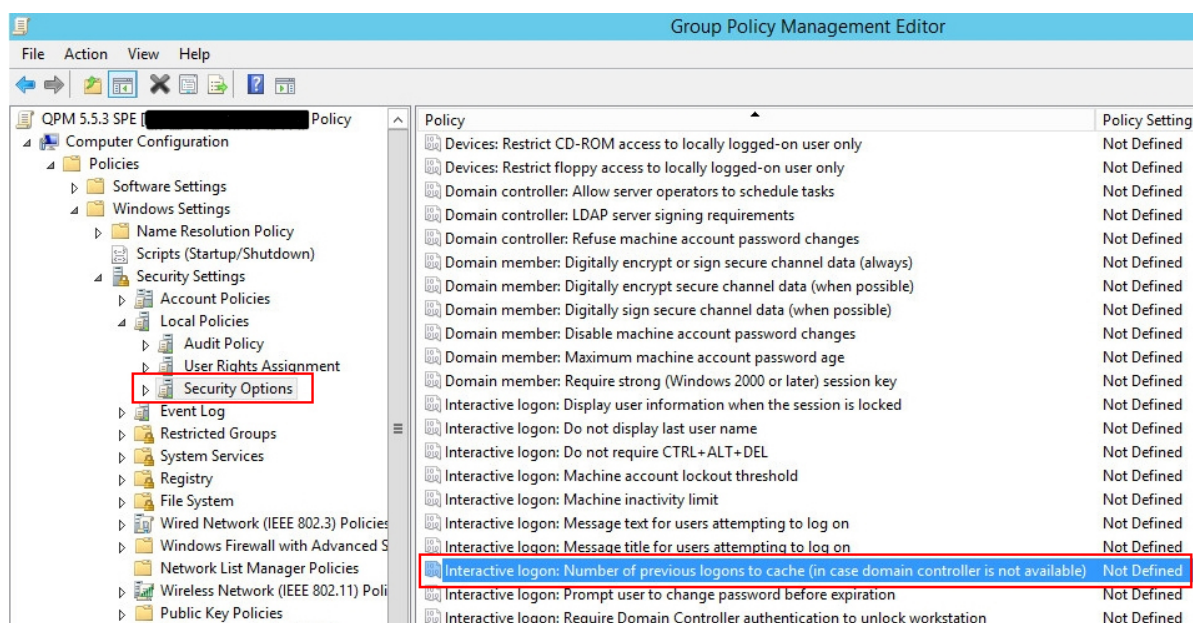 Group Policy Management Editor
File Action View Help
QPM 5.5.3 SPE [ Policy
Computer Configuration
Policies
Software Settings
Windows Settings
Name Resolution Policy
Scripts (Startup/Shutdown)
Security Settings
Account Policies
Local Policies
Audit Policy
User Rights Assignment
Security Options
Event Log
Restricted Groups
System Services
Registry
File System
Wired Network (IEEE 802.3) Policies
Windows Firewall with Advanced S
Network List Manager Policies
Wireless Network (IEEE 802.11) Poli
Public Key Policies
Policy Policy Setting
Devices: Restrict CD-ROM access to locally logged-on user only Not Defined
Devices: Restrict floppy access to locally logged-on user only Not Defined
Domain controller: Allow server operators to schedule tasks Not Defined
Domain controller: LDAP server signing requirements Not Defined
Domain controller: Refuse machine account password changes Not Defined
Domain member: Digitally encrypt or sign secure channel data (always) Not Defined
Domain member: Digitally encrypt secure channel data (when possible) Not Defined
Domain member: Digitally sign secure channel data (when possible) Not Defined
Domain member: Disable machine account password changes Not Defined
Domain member: Maximum machine account password age Not Defined
Domain member: Require strong (Windows 2000 or later) session key Not Defined
Interactive logon: Display user information when the session is locked Not Defined
Interactive logon: Do not display last user name Not Defined
Interactive logon: Do not require CTRL+ALT+DEL Not Defined
Interactive logon: Machine account lockout threshold Not Defined
Interactive logon: Machine inactivity limit Not Defined
Interactive logon: Message text for users attempting to log on Not Defined
Interactive logon: Message title for users attempting to log on Not Defined
Interactive logon: Number of previous logons to cache (in case domain controller is not available) Not Defined
Interactive logon: Prompt user to change password before expiration Not Defined
Interactive logon: Require Domain Controller authentication to unlock workstation Not Defined